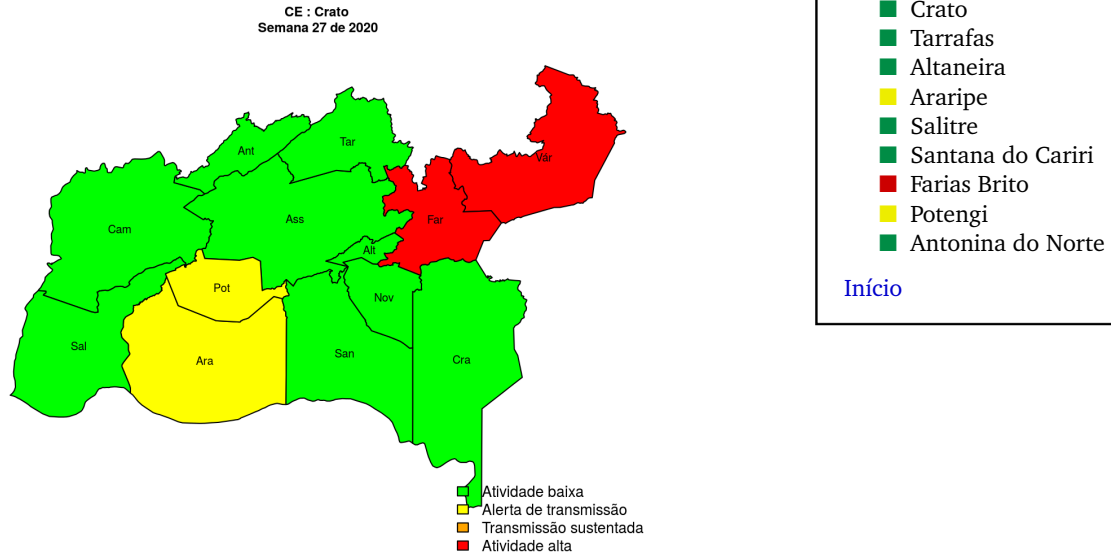 CE : Crato
Semana 27 de 2020
Ant
Tar
Vár
Cam
Ass
Far
Alt
Pot
Nov
Sal
Ara
San
Cra
Atividade baixa
Alerta de transmissão
Transmissão sustentada
Atividade alta
Crato
Tarrafas
Altaneira
Araripe
Salitre
Santana do Cariri
Farias Brito
Potengi
Antonina do Norte
Início